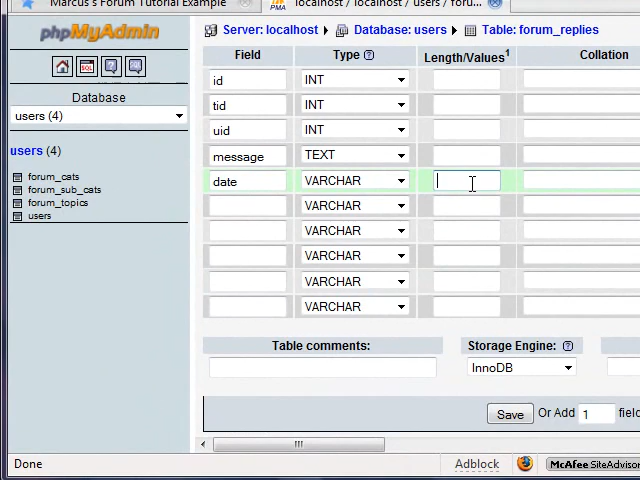 Marcus's Forum Tutorial Example
localhost / localhost / users / foru...
PMA
phpMyAdmin
SQL
Database
users (4)
users (4)
forum_cats
forum_sub_cats
forum_topics
users
Server: localhost Database: users Table: forum_replies
Field Type Length/Values1 Collation
id INT
tid INT
uid INT
message TEXT
date VARCHAR
VARCHAR
VARCHAR
VARCHAR
VARCHAR
VARCHAR
Table comments: Storage Engine:
InnoDB
Save Or Add 1 field
Done Adblock McAfee SiteAdvisor